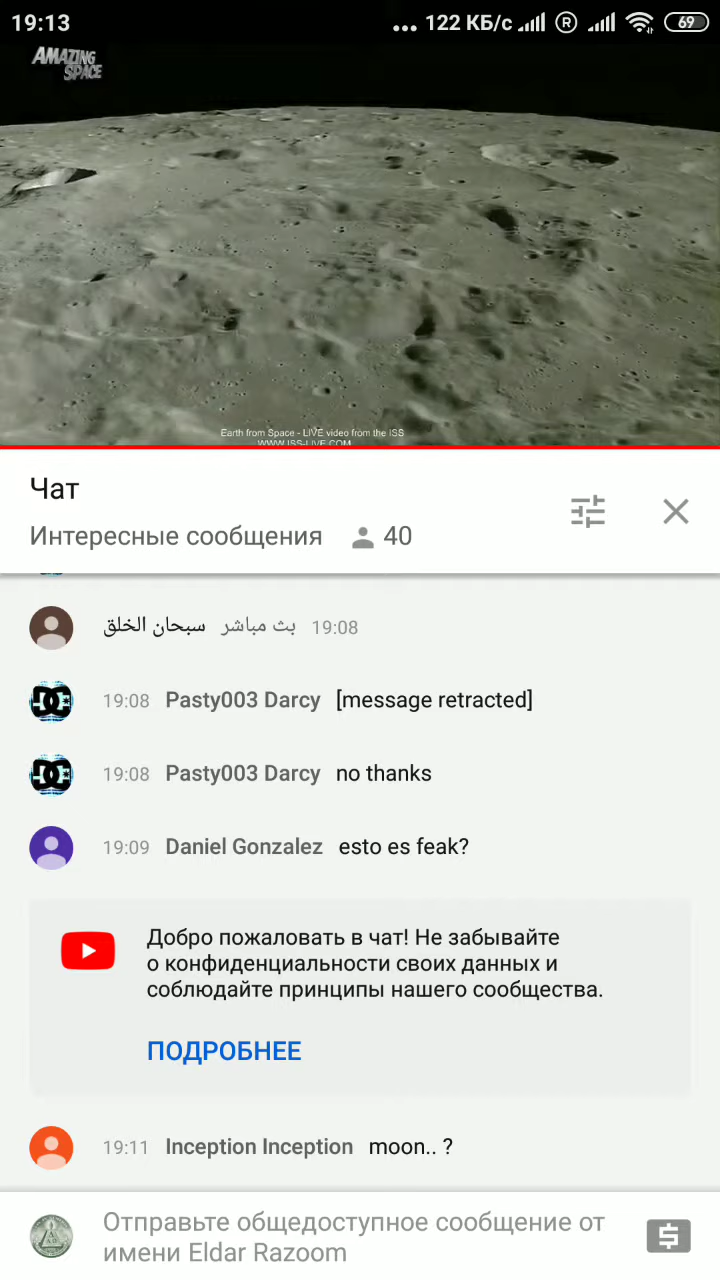 19:13
... 122 КБ/с ® 69
AMAZING
SPACE
Earth from Space - LIVE video from the ISS
WWW.ISS-LIVE.COM
Чат
Интересные сообщения 40
سبحان الخلق بث مباشر 19:08
19:08 Pasty003 Darcy [message retracted]
19:08 Pasty003 Darcy no thanks
19:09 Daniel Gonzalez esto es feak?
Добро пожаловать в чат! Не забывайте
о конфиденциальности своих данных и
соблюдайте принципы нашего сообщества.
ПОДРОБНЕЕ
19:11 Inception Inception moon.. ?
Отправьте общедоступное сообщение от
имени Eldar Razoom